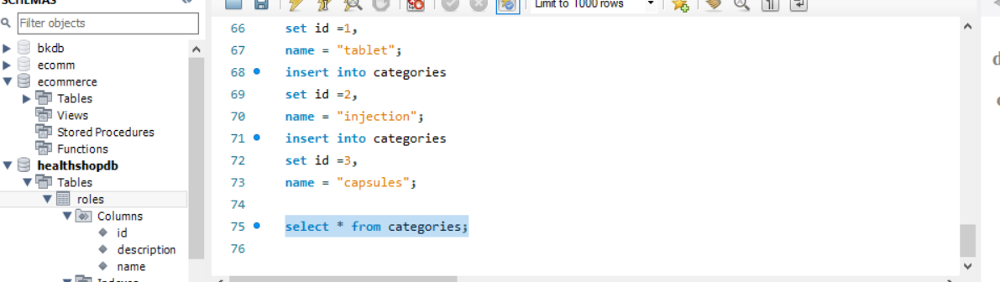 SCHEMAS
Filter objects
bkdb
ecomm
ecommerce
Tables
Views
Stored Procedures
Functions
healthshopdb
Tables
roles
Columns
id
description
name
Indexes
Limit to 1000 rows
66 set id =1,
67 name = "tablet";
68 insert into categories
69 set id =2,
70 name = "injection";
71 insert into categories
72 set id =3,
73 name = "capsules";
74
75 select * from categories;
76